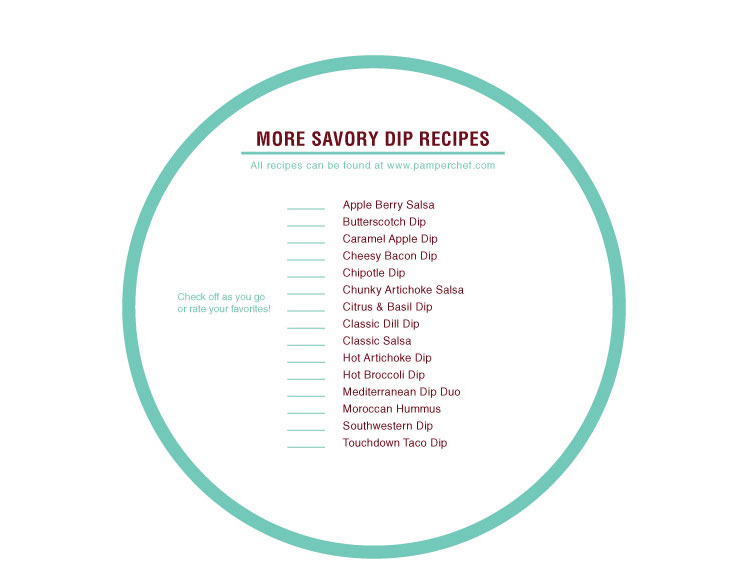 MORE SAVORY DIP RECIPES
All recipes can be found at www.pamperchef.com
Apple Berry Salsa
Butterscotch Dip
Caramel Apple Dip
Cheesy Bacon Dip
Chipotle Dip
Chunky Artichoke Salsa
Citrus & Basil Dip
Classic Dill Dip
Classic Salsa
Hot Artichoke Dip
Hot Broccoli Dip
Mediterranean Dip Duo
Moroccan Hummus
Southwestern Dip
Touchdown Taco Dip
Check off as you go
or rate your favorites!